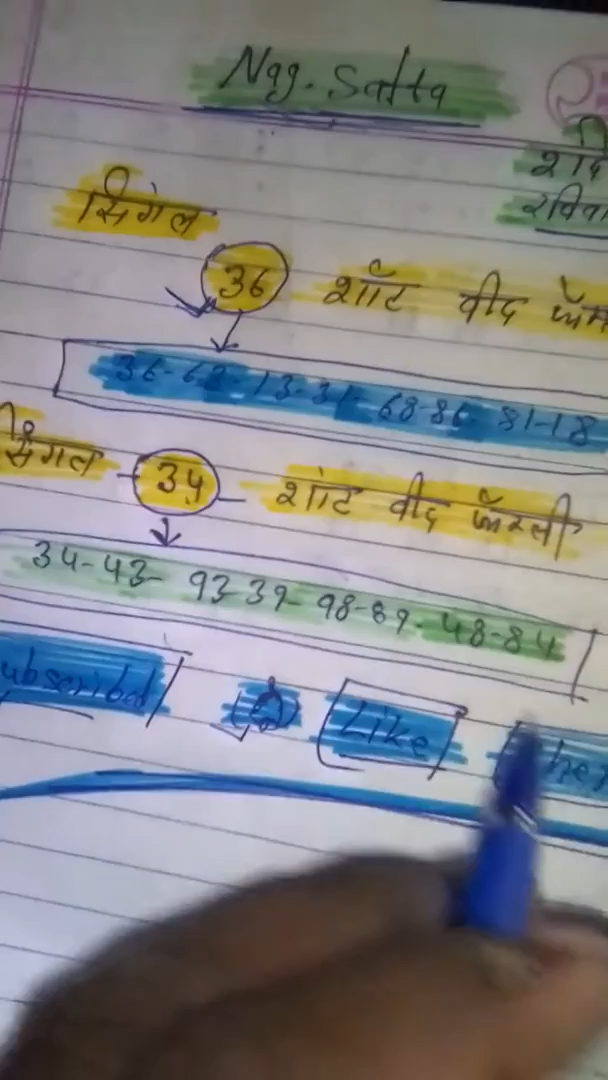 Nag. Satta
सिंगल
36 शॉट वीद फॅम
36-63-13-31-68-86-81-18
सिंगल - 34 - शॉट वीद फॅमली
34-43-93-39-98-89-48-84
ubscribed Like